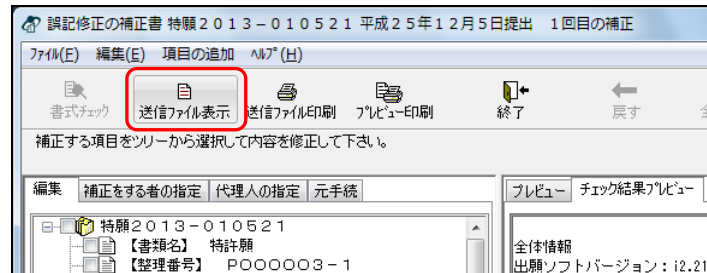 誤記修正の補正書 特願２０１３－０１０５２１ 平成２５年１２月５日提出　１回目の補正
ﾌｧｲﾙ(F) 編集(E) 項目の追加 ﾍﾙﾌﾟ(H)
書式ﾁｪｯｸ 送信ﾌｧｲﾙ表示 送信ﾌｧｲﾙ印刷 ﾌﾟﾚﾋﾞｭｰ印刷 終了 戻す
補正する項目をツリーから選択して内容を修正して下さい。
編集 補正をする者の指定 代理人の指定 元手続 プレビュー チェック結果ﾌﾟﾚﾋﾞｭｰ
特願２０１３－０１０５２１
【書類名】 特許願 全体情報
【整理番号】 Ｐ０００００３－１ 出願ソフトバージョン：i2.21